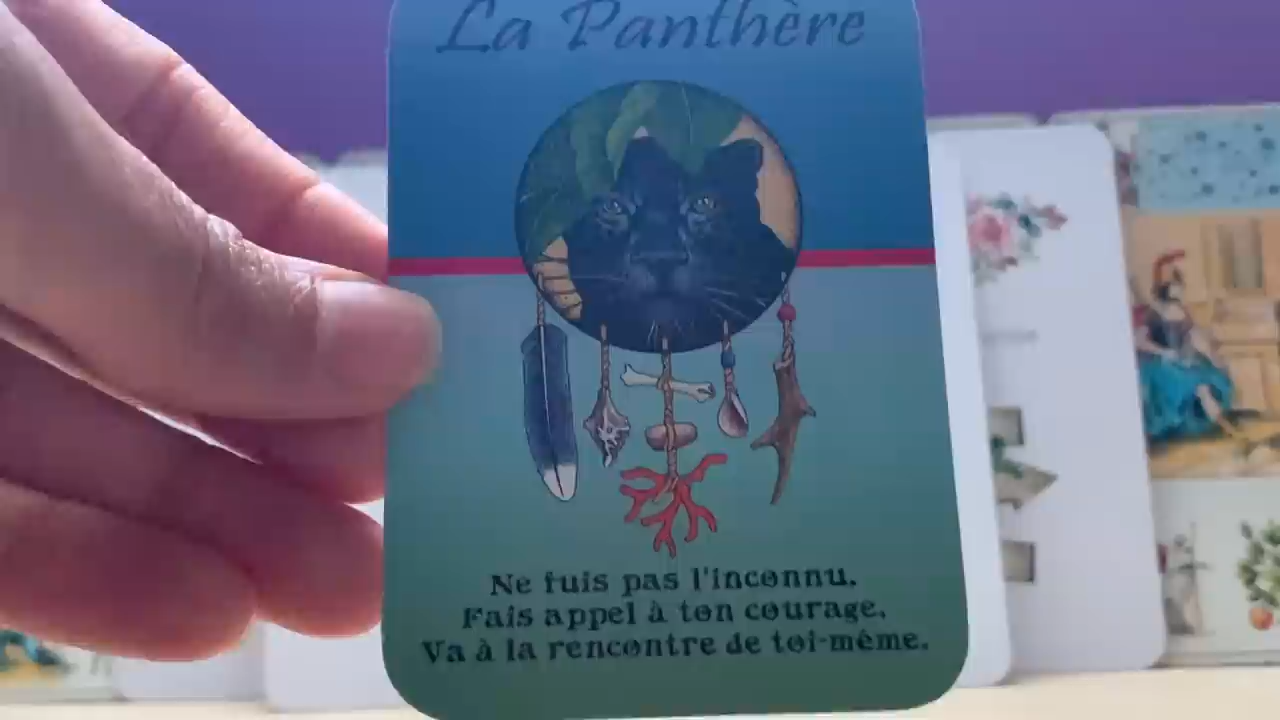 La Panthère
Ne fuis pas l'inconnu.
Fais appel à ton courage,
Va à la rencontre de toi-même.